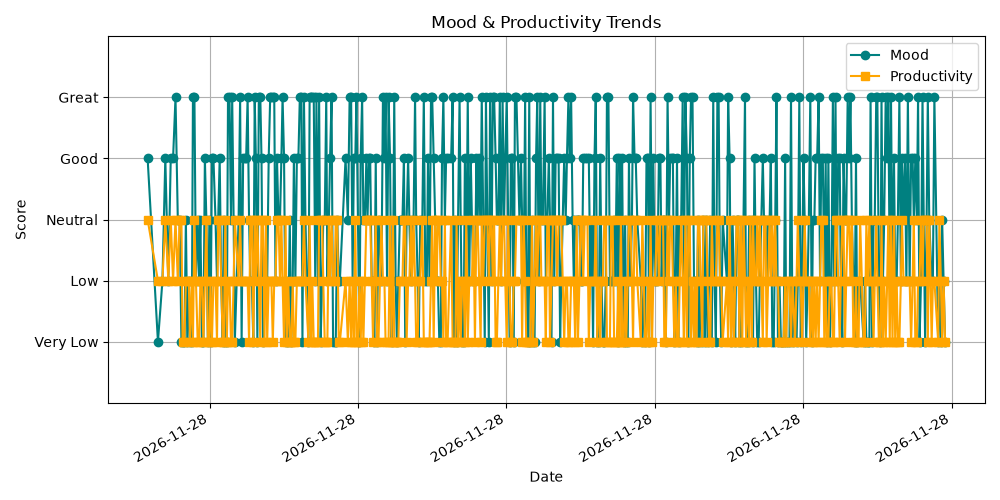 Mood & Productivity Trends
Mood
Productivity
Great
Good
Neutral
Low
Very Low
Score
2026-11-28
2026-11-28
2026-11-28
2026-11-28
2026-11-28
2026-11-28
Date